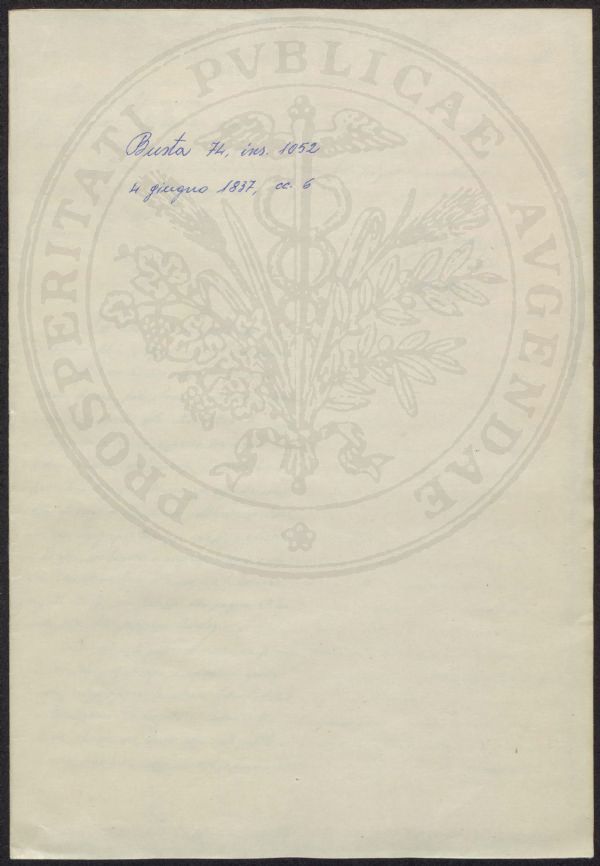 PROSPERITATI PVBLICAE AVGENDAE
Busta 74, ins. 1052
4 giugno 1837, cc. 6